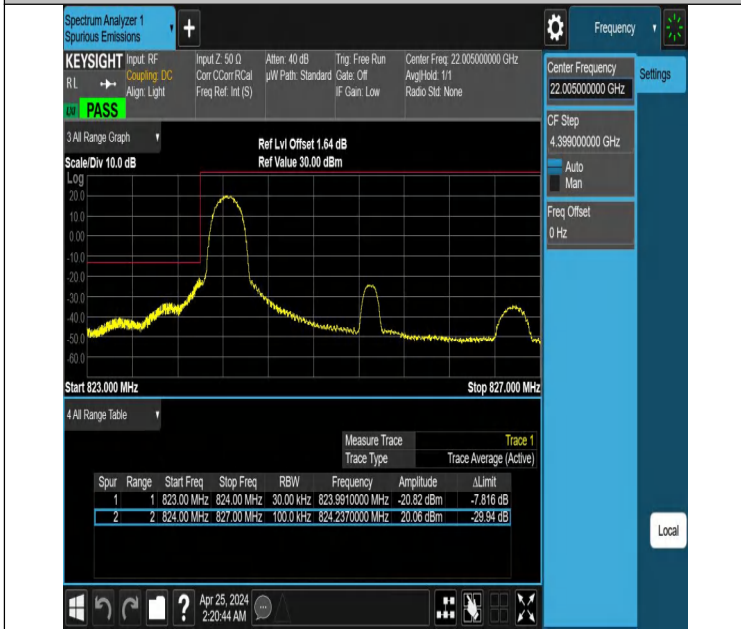 Spectrum Analyzer 1
Spurious Emissions
+
Frequency
KEYSIGHT
RL
PASS
Input: RF
Coupling: DC
Align: Light
Input Z: 50 Ω
Corr CCorr RCal
Freq Ref: Int (S)
Atten: 40 dB
µW Path: Standard
Trig: Free Run
Gate: Off
IF Gain: Low
Center Freq: 22.005000000 GHz
Avg|Hold: 1/1
Radio Std: None
Center Frequency
22.005000000 GHz
Settings
CF Step
4.399000000 GHz
Auto
Man
Freq Offset
0 Hz
3 All Range Graph
Scale/Div 10.0 dB
Ref Lvl Offset 1.64 dB
Ref Value 30.00 dBm
Log
20.0
10.0
0.00
-10.0
-20.0
-30.0
-40.0
-50.0
-60.0
Start 823.000 MHz
Stop 827.000 MHz
4 All Range Table
Measure Trace Trace 1
Trace Type Trace Average (Active)
Spur Range Start Freq Stop Freq RBW Frequency Amplitude ΔLimit
1 1 823.00 MHz 824.00 MHz 30.00 kHz 823.9910000 MHz -20.82 dBm -7.816 dB
2 2 824.00 MHz 827.00 MHz 100.0 kHz 824.2370000 MHz 20.06 dBm -29.94 dB
Local
?
Apr 25, 2024
2:20:44 AM